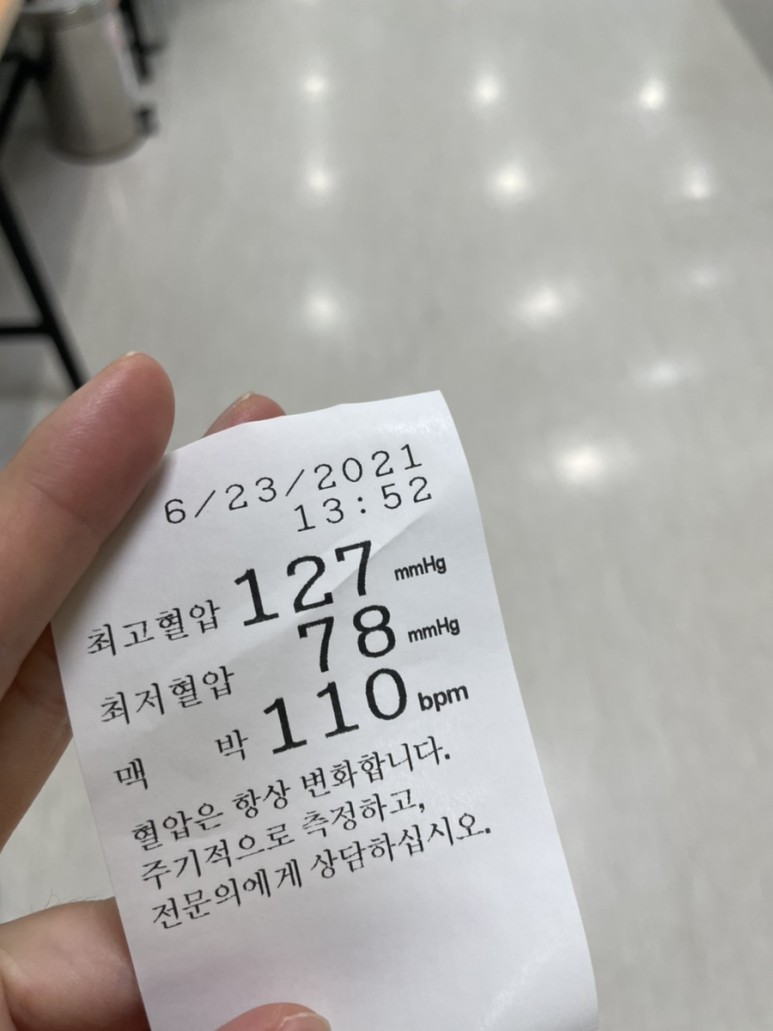 6/23/2021
13:52
최고혈압 127 mmHg
최저혈압 78 mmHg
맥 박 110 bpm
혈압은 항상 변화합니다.
주기적으로 측정하고,
전문의에게 상담하십시오.